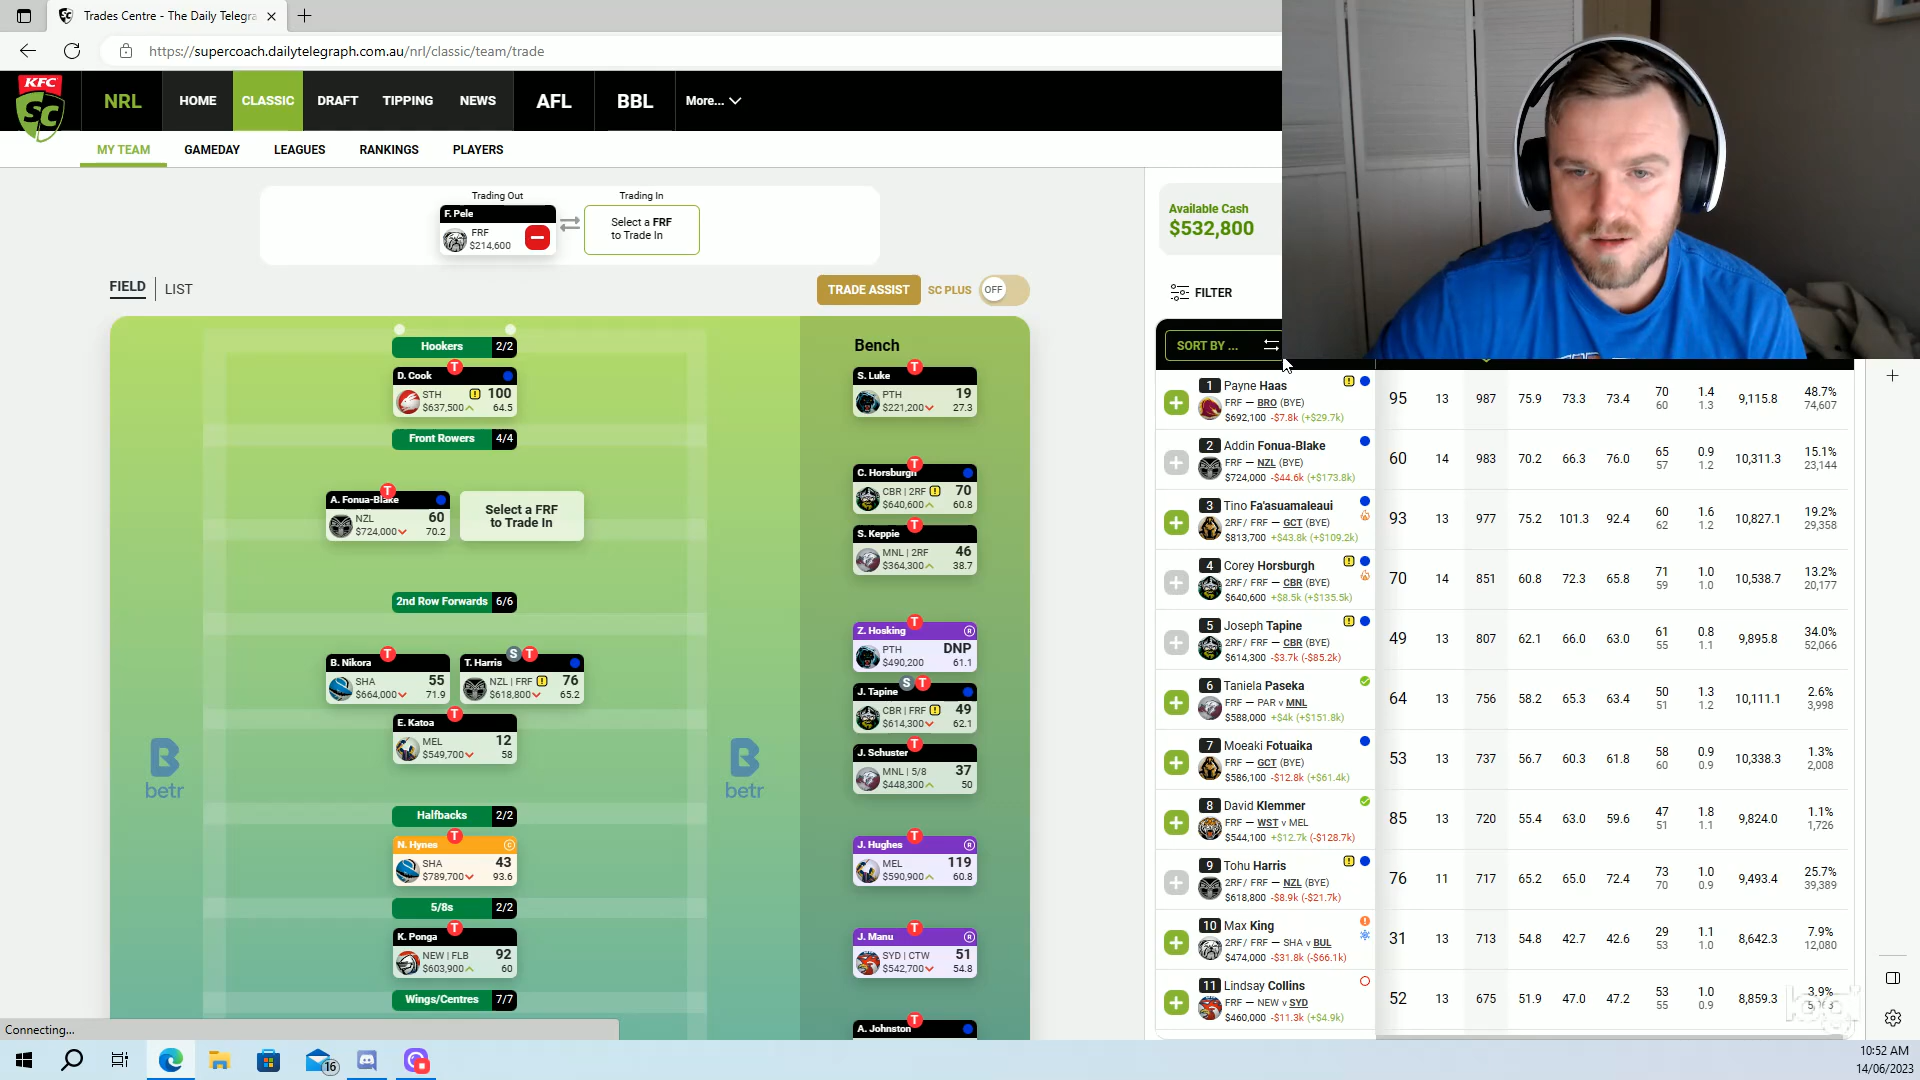 Trades Centre - The Daily Telegra
https://supercoach.dailytelegraph.com.au/nrl/classic/team/trade
KFC
SC
NRL
HOME
CLASSIC
DRAFT
TIPPING
NEWS
AFL
BBL
More...
MY TEAM
GAMEDAY
LEAGUES
RANKINGS
PLAYERS
Trading Out
Trading In
F. Pele
FRF
$214,600
Select a FRF
to Trade In
Available Cash
$532,800
FIELD
LIST
TRADE ASSIST
SC PLUS
OFF
FILTER
SORT BY ...
Hookers 2/2
D. Cook
STH 100
$637,500 64.5
Front Rowers 4/4
A. Fonua-Blake
NZL 60
$724,000 70.2
Select a FRF
to Trade In
2nd Row Forwards 6/6
B. Nikora
SHA 55
$664,000 71.9
T. Harris
NZL | FRF 76
$618,800 65.2
E. Katoa
MEL 12
$549,700 58
betr
betr
Halfbacks 2/2
N. Hynes
SHA 43
$789,700 93.6
5/8s 2/2
K. Ponga
NEW | FLB 92
$603,900 60
Wings/Centres 7/7
Bench
S. Luke
PTH 19
$221,200 27.3
C. Horsburgh
CBR | 2RF 70
$640,600 60.8
S. Keppie
MNL | 2RF 46
$364,300 38.7
Z. Hosking
PTH DNP
$490,200 61.1
J. Tapine
CBR | FRF 49
$614,300 62.1
J. Schuster
MNL | 5/8 37
$448,300 50
J. Hughes
MEL 119
$590,900 60.8
J. Manu
SYD | CTW 51
$542,700 54.8
A. Johnston
1 Payne Haas
FRF — BRO (BYE)
$692,100 -$7.8k (+$29.7k)
95 13 987 75.9 73.3 73.4 70 60 1.4 1.3 9,115.8 48.7% 74,607
2 Addin Fonua-Blake
FRF — NZL (BYE)
$724,000 -$44.6k (+$173.8k)
60 14 983 70.2 66.3 76.0 65 57 0.9 1.2 10,311.3 15.1% 23,144
3 Tino Fa'asuamaleaui
2RF/ FRF — GCT (BYE)
$813,700 +$43.8k (+$109.2k)
93 13 977 75.2 101.3 92.4 60 62 1.6 1.2 10,827.1 19.2% 29,358
4 Corey Horsburgh
2RF/ FRF — CBR (BYE)
$640,600 +$8.5k (+$135.5k)
70 14 851 60.8 72.3 65.8 71 59 1.0 1.0 10,538.7 13.2% 20,177
5 Joseph Tapine
2RF/ FRF — CBR (BYE)
$614,300 -$3.7k (-$85.2k)
49 13 807 62.1 66.0 63.0 61 55 0.8 1.1 9,895.8 34.0% 52,066
6 Taniela Paseka
FRF — PAR v MNL
$588,000 +$4k (+$151.8k)
64 13 756 58.2 65.3 63.4 50 51 1.3 1.2 10,111.1 2.6% 3,998
7 Moeaki Fotuaika
FRF — GCT (BYE)
$586,100 -$12.8k (+$61.4k)
53 13 737 56.7 60.3 61.8 58 60 0.9 0.9 10,338.3 1.3% 2,008
8 David Klemmer
FRF — WST v MEL
$544,100 +$12.7k (-$128.7k)
85 13 720 55.4 63.0 59.6 47 51 1.8 1.1 9,824.0 1.1% 1,726
9 Tohu Harris
2RF/ FRF — NZL (BYE)
$618,800 -$8.9k (-$21.7k)
76 11 717 65.2 65.0 72.4 73 70 1.0 0.9 9,493.4 25.7% 39,389
10 Max King
2RF/ FRF — SHA v BUL
$474,000 -$31.8k (-$66.1k)
31 13 713 54.8 42.7 42.6 29 53 1.1 1.0 8,642.3 7.9% 12,080
11 Lindsay Collins
FRF — NEW v SYD
$460,000 -$11.3k (+$4.9k)
52 13 675 51.9 47.0 47.2 53 55 1.0 0.9 8,859.3 3.9%
logi
Connecting...
16
10:52 AM
14/06/2023